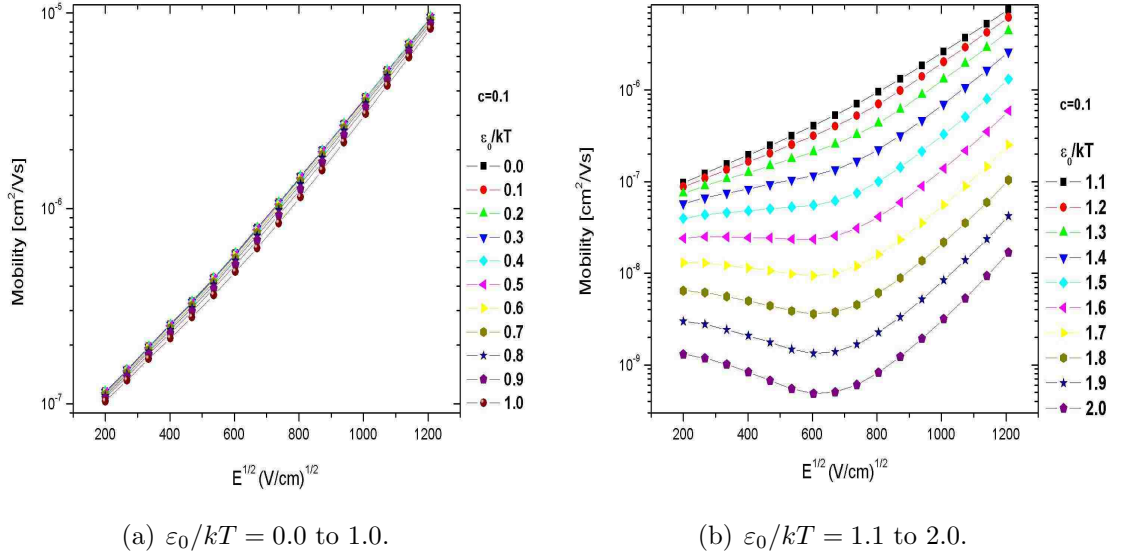 10^-5
10^-6
10^-7
Mobility [cm²/Vs]
200 400 600 800 1000 1200
E^1/2 (V/cm)^1/2
c=0.1
ε₀/kT
0.0
0.1
0.2
0.3
0.4
0.5
0.6
0.7
0.8
0.9
1.0
(a) ε₀/kT = 0.0 to 1.0.
10^-6
10^-7
10^-8
10^-9
Mobility [cm²/Vs]
200 400 600 800 1000 1200
E^1/2 (V/cm)^1/2
c=0.1
ε₀/kT
1.1
1.2
1.3
1.4
1.5
1.6
1.7
1.8
1.9
2.0
(b) ε₀/kT = 1.1 to 2.0.